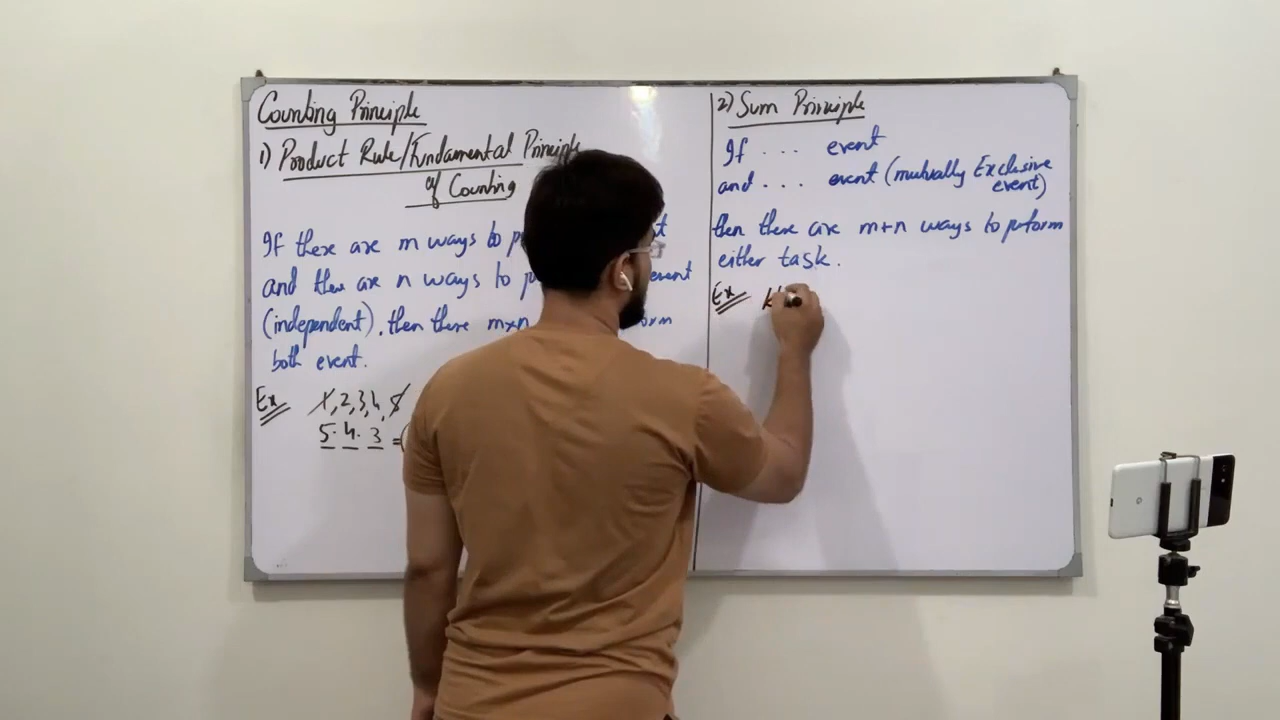 Counting Principle
1) Product Rule/Fundamental Principle
of Counting
If there are m ways to
and there are n ways to event
(independent), then there m×n
both event.
Ex 1, 2, 3, 4, 5
5. 4. 3 =
2) Sum Principle
If ... event
and ... event (mutually Exclusive
event)
then there are m+n ways to perform
either task.
Ex